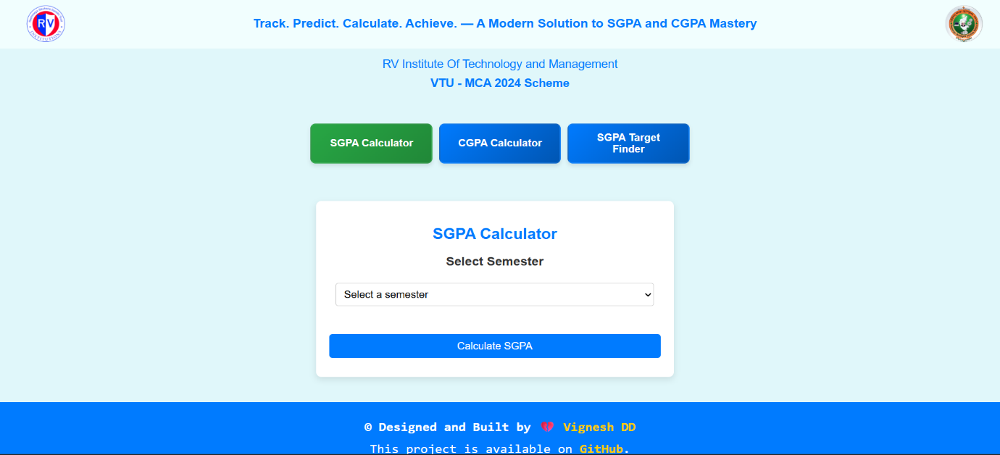 RV
INSTITUTIONS
Track. Predict. Calculate. Achieve. — A Modern Solution to SGPA and CGPA Mastery
RV Institute Of Technology and Management
VTU - MCA 2024 Scheme
SGPA Calculator
CGPA Calculator
SGPA Target
Finder
SGPA Calculator
Select Semester
Select a semester
Calculate SGPA
© Designed and Built by 💔 Vignesh DD
This project is available on GitHub.